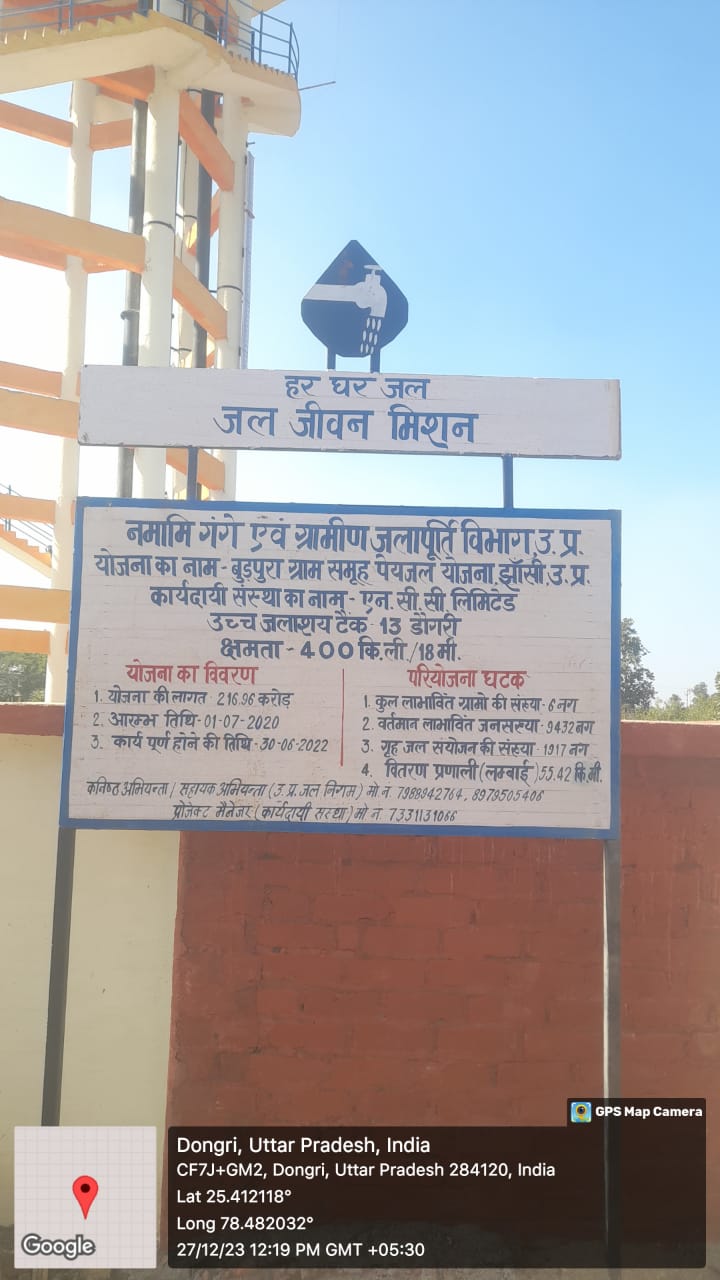 हर घर जल
जल जीवन मिशन
नमामि गंगे एवं ग्रामीण जलापूर्ति विभाग उ.प्र.
योजना का नाम - बुड़पुरा ग्राम समूह पेयजल योजना झाँसी, उ.प्र.
कार्यदायी संस्था का नाम - एन. सी. सी. लिमिटेड
उच्च जलाशय टैंक - 13 डोंगरी
क्षमता - 400 कि.ली./18 मी.
योजना का विवरण
1. योजना की लागत - 216.96 करोड़
2. आरम्भ तिथि - 01-07-2020
3. कार्य पूर्ण होने की तिथि - 30-06-2022
परियोजना घटक
1. कुल लाभावित ग्रामो की संख्या - 6 नग
2. वर्तमान लाभावित जनसख्या - 9432 नग
3. गृह जल संयोजन की संख्या - 1917 नग
4. वितरण प्रणाली (लम्बाई) 55.42 कि.मी.
कनिष्ठ अभियन्ता / सहायक अभियन्ता (उ.प्र. जल निगम) मो न. 7988942764, 8979505406
प्रोजेक्ट मैनेजर (कार्यदायी संस्था) मो न. 7331131066
GPS Map Camera
Dongri, Uttar Pradesh, India
CF7J+GM2, Dongri, Uttar Pradesh 284120, India
Lat 25.412118°
Long 78.482032°
27/12/23 12:19 PM GMT +05:30
Google